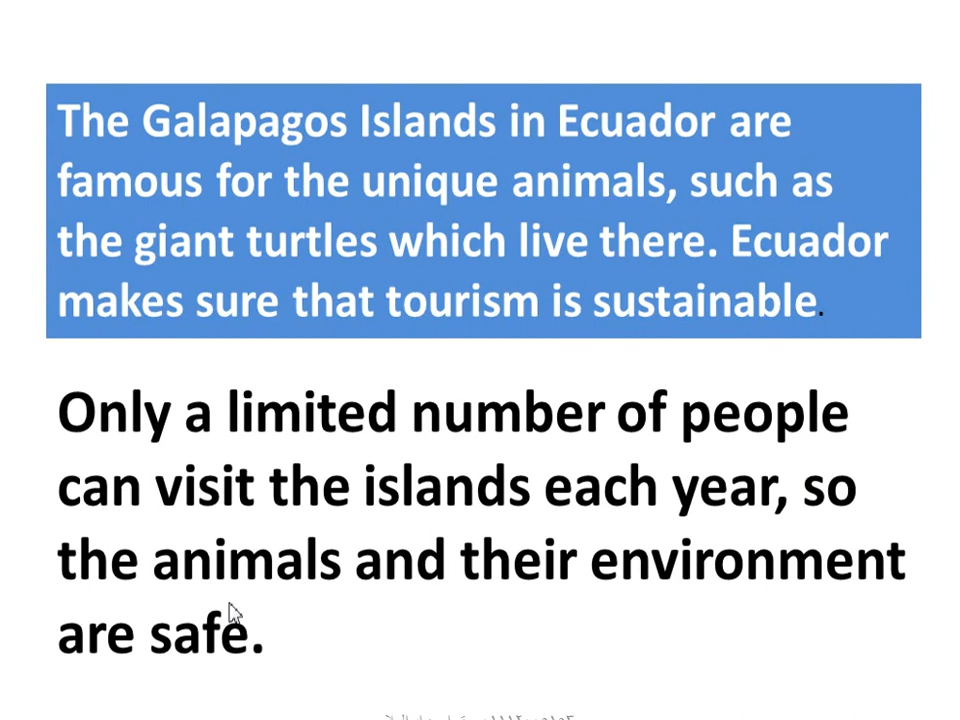 The Galapagos Islands in Ecuador are
famous for the unique animals, such as
the giant turtles which live there. Ecuador
makes sure that tourism is sustainable.
Only a limited number of people
can visit the islands each year, so
the animals and their environment
are safe.